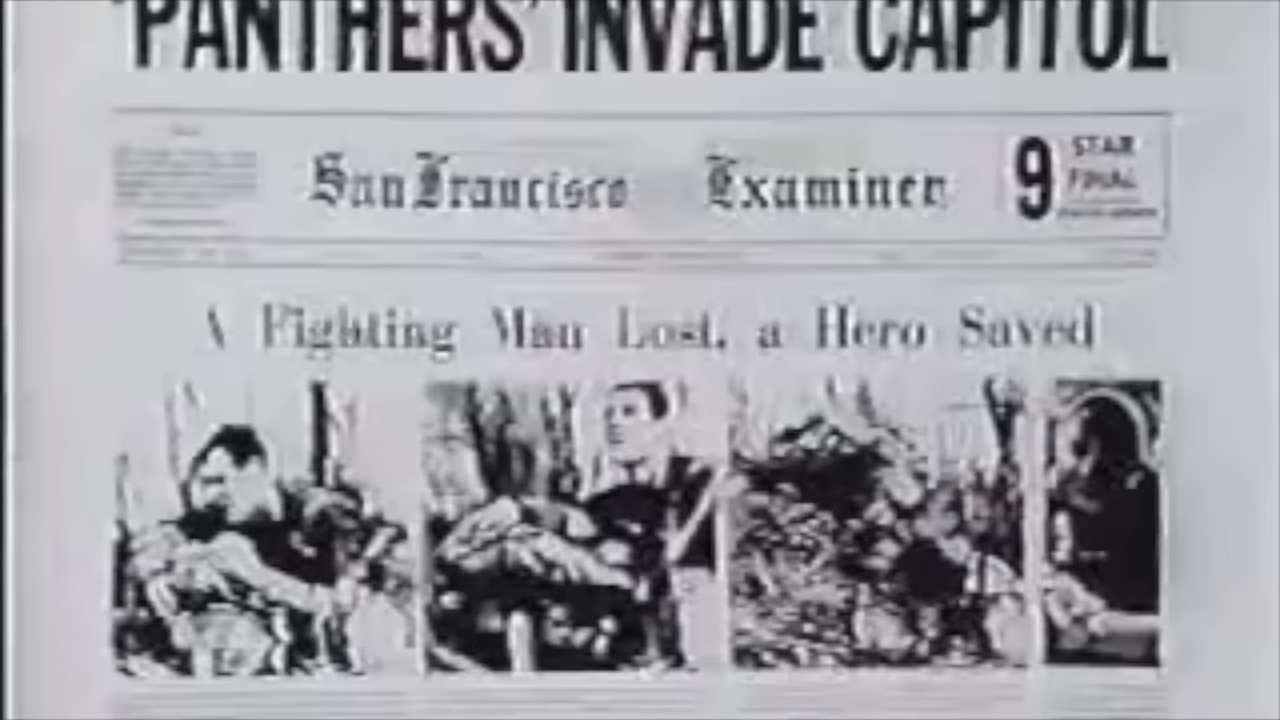 'PANTHERS' INVADE CAPITOL
San Francisco Examiner
9 STAR
FINAL
A Fighting Man Lost, a Hero Saved